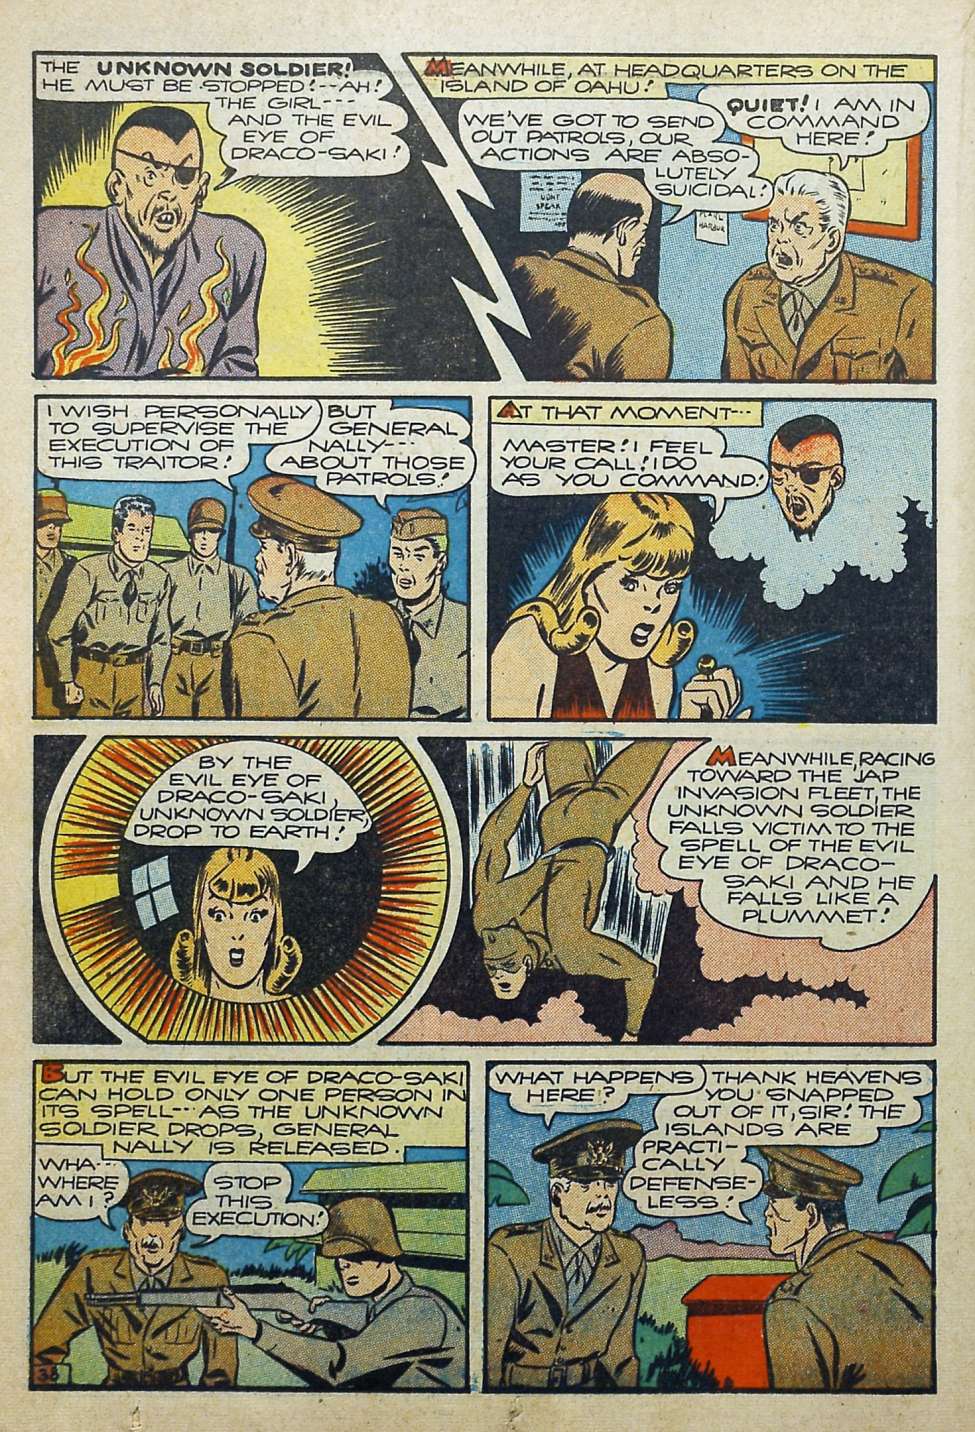 THE UNKNOWN SOLDIER!
HE MUST BE STOPPED!--AH!
THE GIRL---
AND THE EVIL
EYE OF
DRACO-SAKI!
MEANWHILE, AT HEADQUARTERS ON THE
ISLAND OF OAHU!
WE'VE GOT TO SEND
OUT PATROLS, OUR
ACTIONS ARE ABSO-
LUTELY
SUICIDAL!
QUIET! I AM IN
COMMAND
HERE!
DONT
SPEAK
PEARL
HARBOR
I WISH PERSONALLY
TO SUPERVISE THE
EXECUTION OF
THIS TRAITOR!
BUT
GENERAL
NALLY---
ABOUT THOSE
PATROLS!
AT THAT MOMENT---
MASTER! I FEEL
YOUR CALL! I DO
AS YOU COMMAND!
BY THE
EVIL EYE OF
DRACO-SAKI,
UNKNOWN SOLDIER,
DROP TO EARTH!
MEANWHILE, RACING
TOWARD THE JAP
INVASION FLEET, THE
UNKNOWN SOLDIER
FALLS VICTIM TO THE
SPELL OF THE EVIL
EYE OF DRACO-
SAKI AND HE
FALLS LIKE A
PLUMMET!
BUT THE EVIL EYE OF DRACO-SAKI
CAN HOLD ONLY ONE PERSON IN
ITS SPELL--- AS THE UNKNOWN
SOLDIER DROPS, GENERAL
NALLY IS RELEASED.
WHA---
WHERE
AM I?
STOP
THIS
EXECUTION!
WHAT HAPPENS
HERE?
THANK HEAVENS
YOU SNAPPED
OUT OF IT, SIR! THE
ISLANDS ARE
PRACTI-
CALLY
DEFENSE-
LESS!